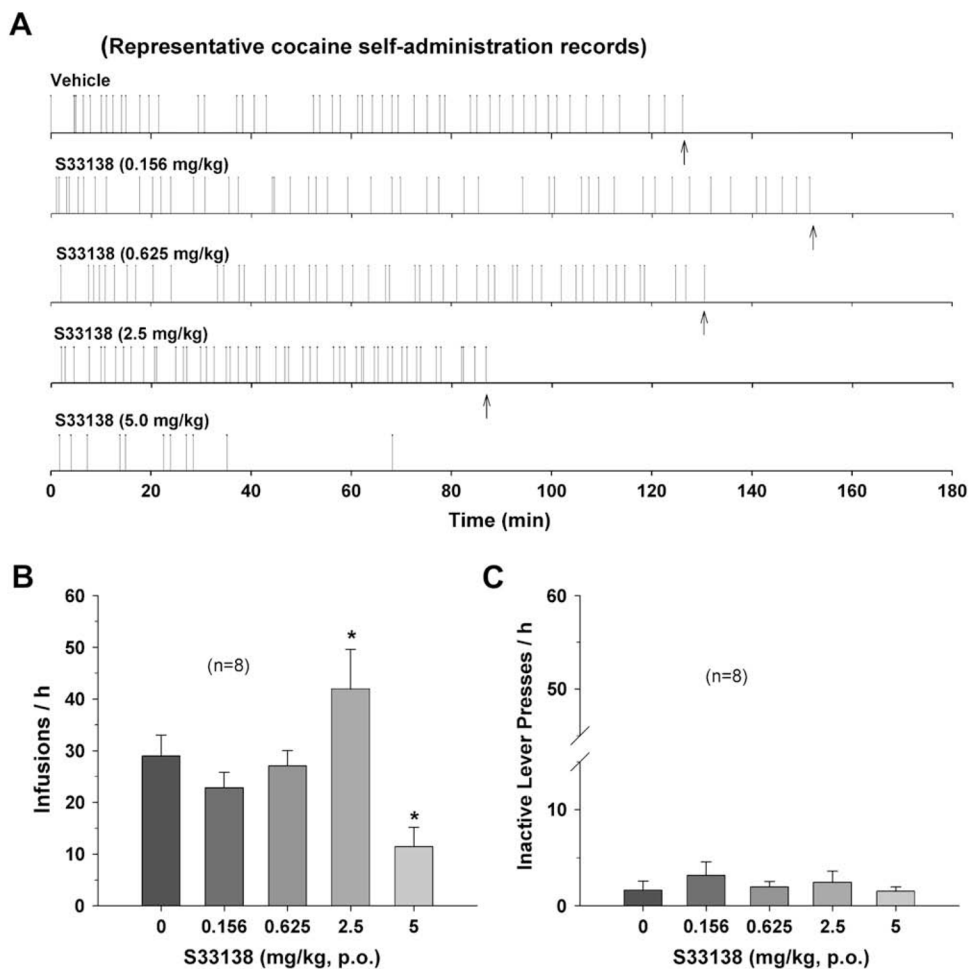 A
(Representative cocaine self-administration records)
Vehicle
S33138 (0.156 mg/kg)
S33138 (0.625 mg/kg)
S33138 (2.5 mg/kg)
S33138 (5.0 mg/kg)
0 20 40 60 80 100 120 140 160 180
Time (min)
B
60
50
40
30
20
10
0
Infusions / h
(n=8)
*
*
0 0.156 0.625 2.5 5
S33138 (mg/kg, p.o.)
C
60
50
10
0
Inactive Lever Presses / h
(n=8)
0 0.156 0.625 2.5 5
S33138 (mg/kg, p.o.)